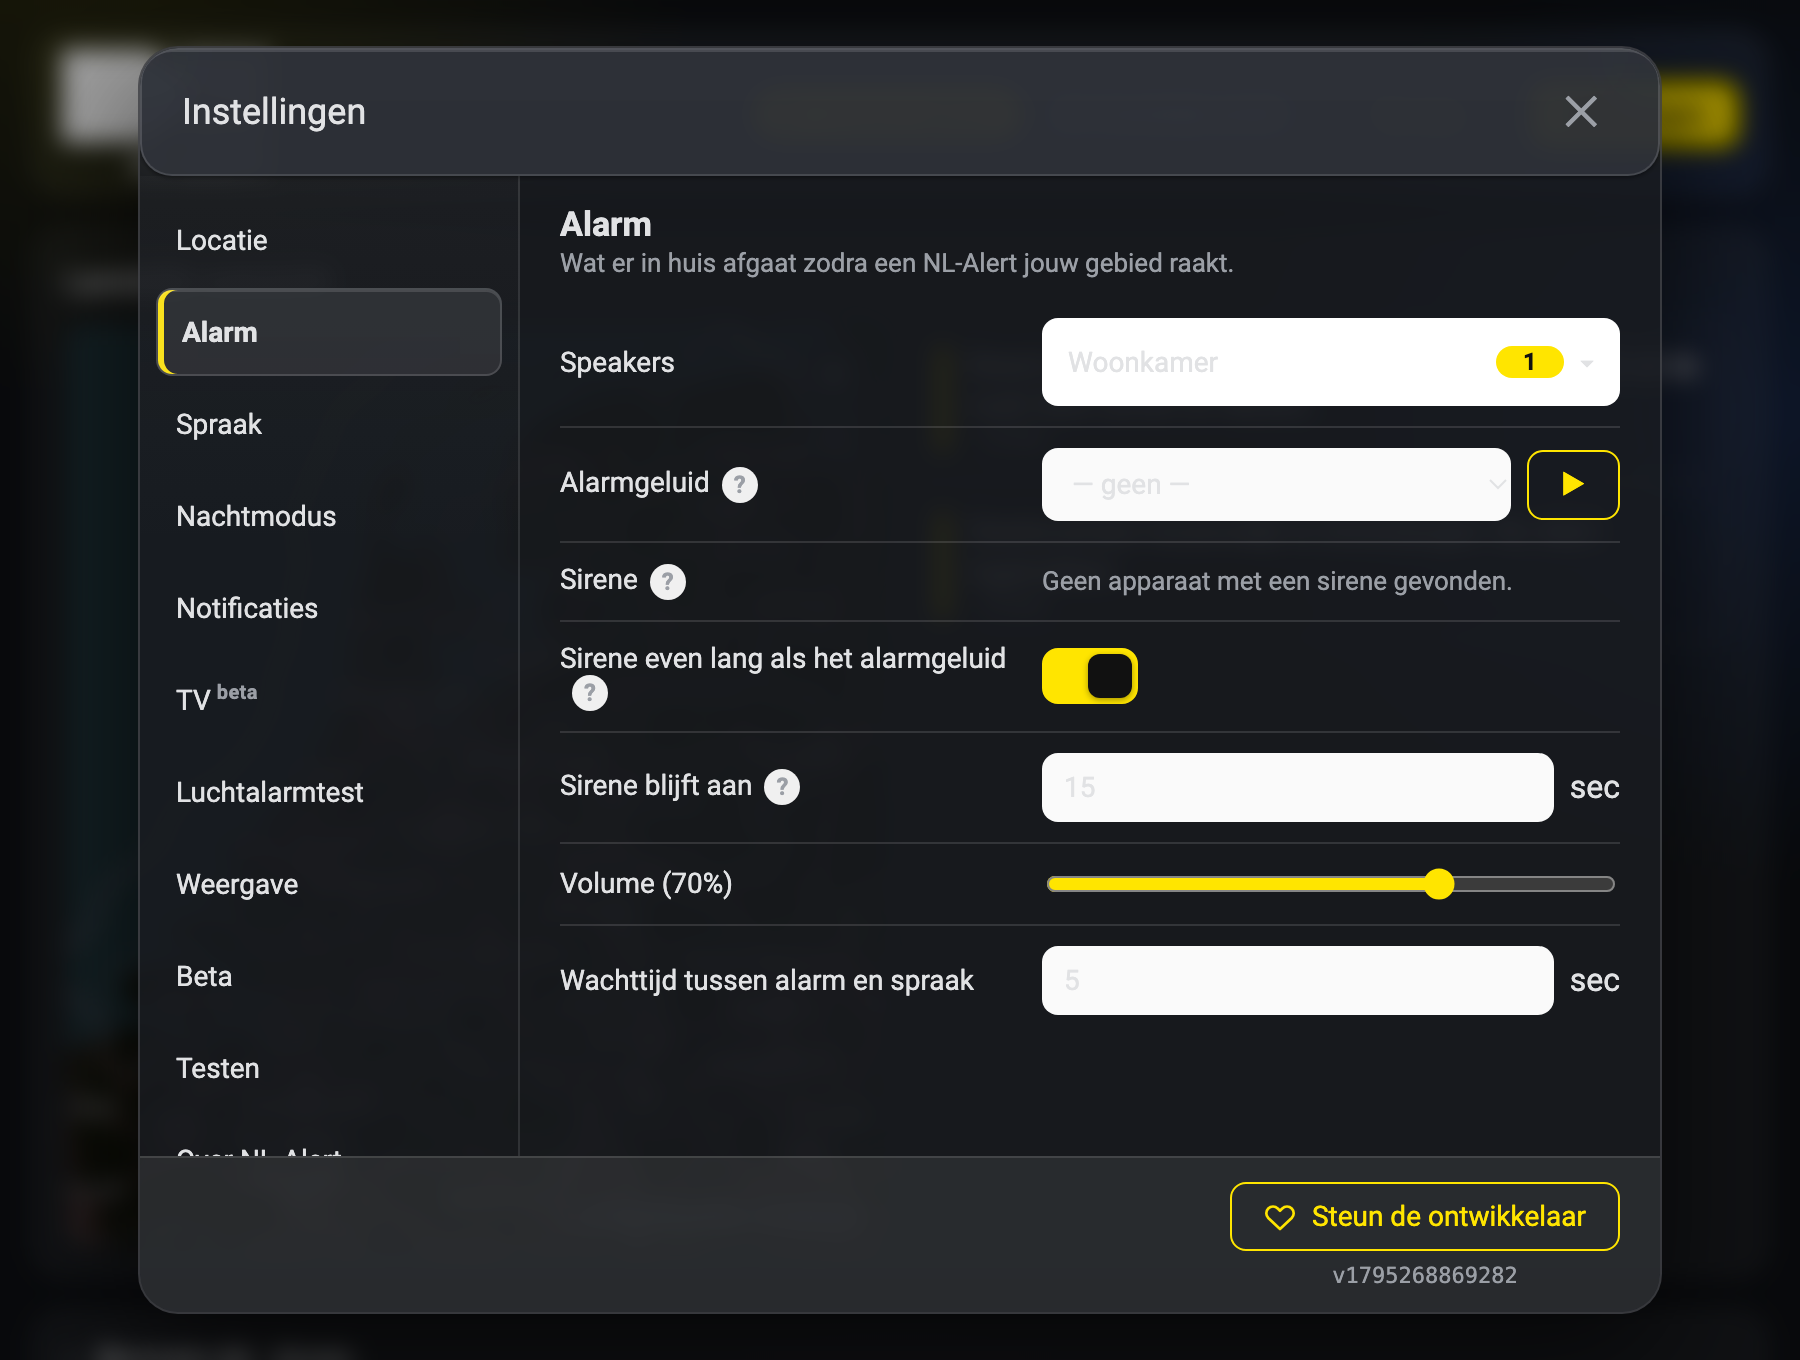 Instellingen
Locatie
Alarm
Spraak
Nachtmodus
Notificaties
TV beta
Luchtalarmtest
Weergave
Beta
Testen
Over NL-Alert
Alarm
Wat er in huis afgaat zodra een NL-Alert jouw gebied raakt.
Speakers
Woonkamer 1
Alarmgeluid ?
— geen —
Sirene ?
Geen apparaat met een sirene gevonden.
Sirene even lang als het alarmgeluid
?
Sirene blijft aan ?
15 sec
Volume (70%)
Wachttijd tussen alarm en spraak
5 sec
Steun de ontwikkelaar
v1795268869282